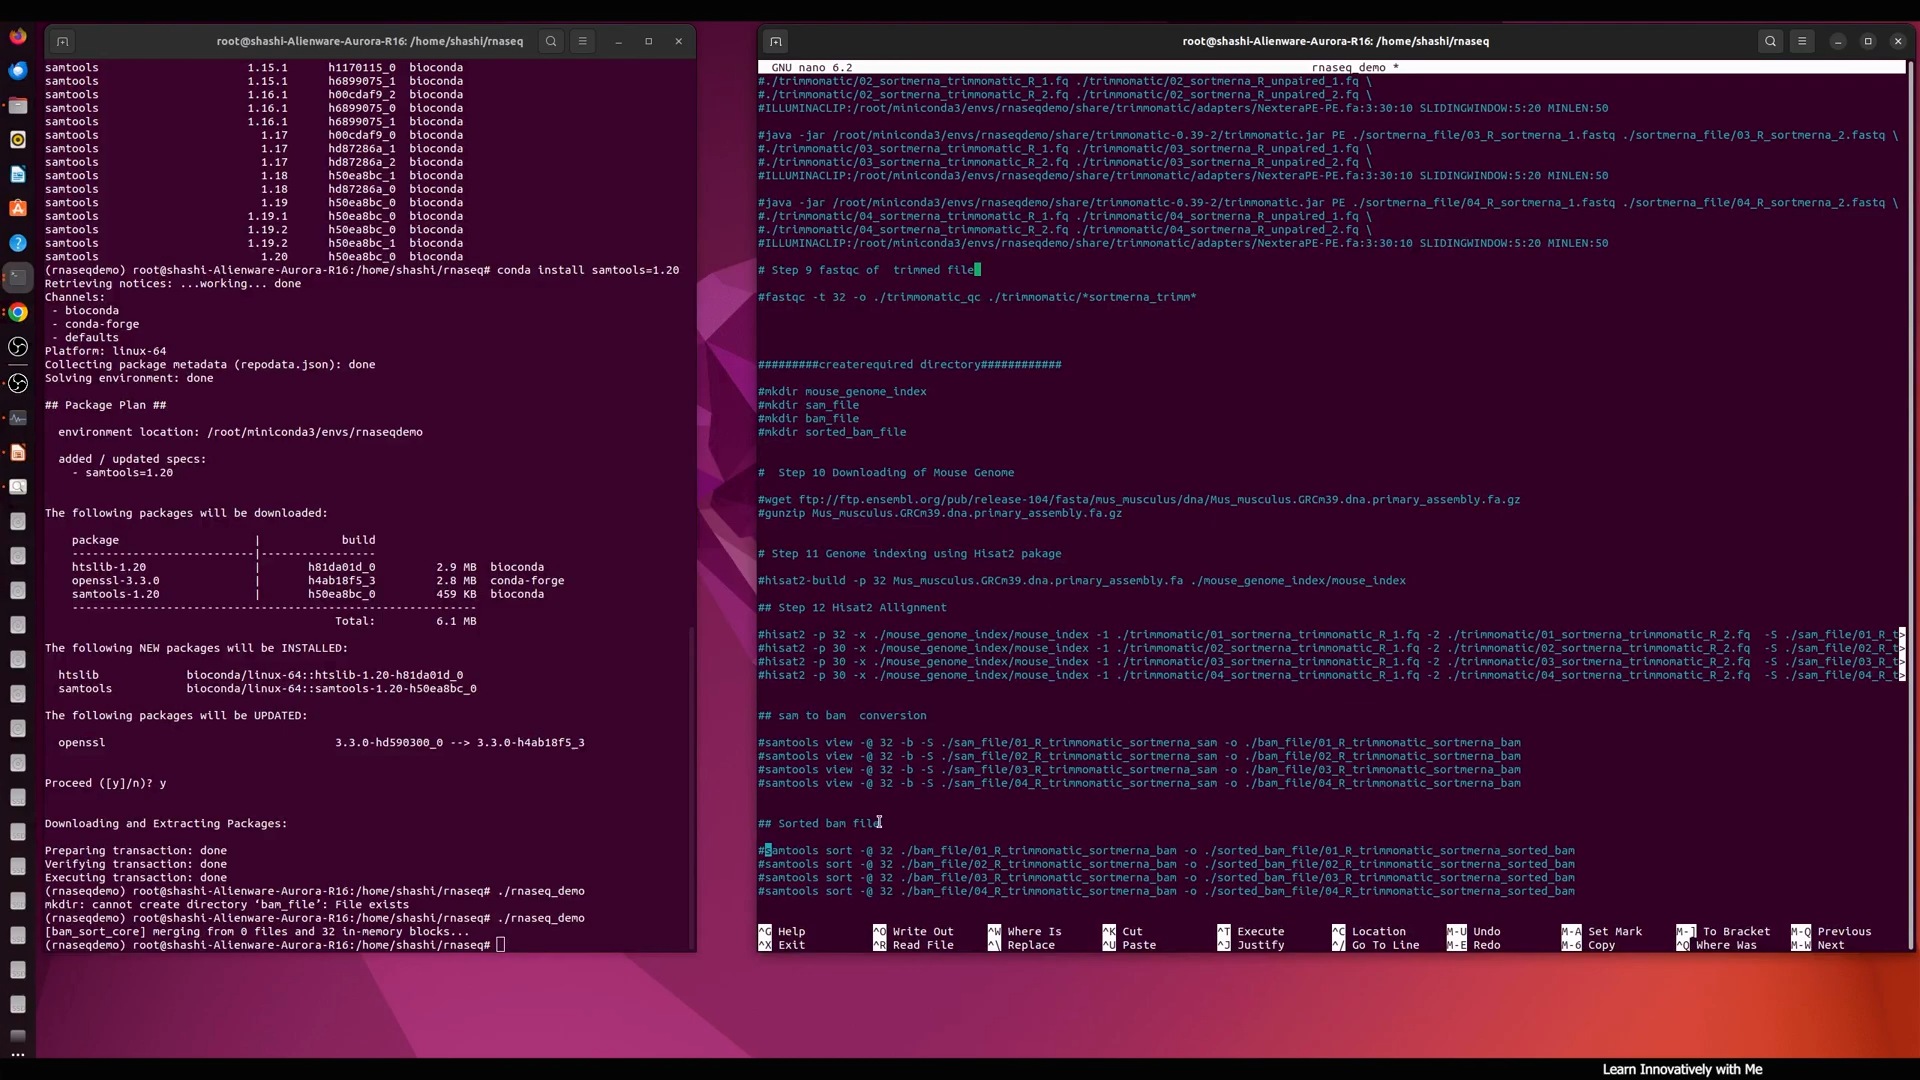 root@shashi-Alienware-Aurora-R16: /home/shashi/rnaseq
samtools 1.15.1 h1170115_0 bioconda
samtools 1.15.1 h6899075_1 bioconda
samtools 1.16.1 h00cdaf9_2 bioconda
samtools 1.16.1 h6899075_0 bioconda
samtools 1.16.1 h6899075_1 bioconda
samtools 1.17 h00cdaf9_0 bioconda
samtools 1.17 hd87286a_1 bioconda
samtools 1.17 hd87286a_2 bioconda
samtools 1.18 h50ea8bc_1 bioconda
samtools 1.18 hd87286a_0 bioconda
samtools 1.19 h50ea8bc_0 bioconda
samtools 1.19.1 h50ea8bc_0 bioconda
samtools 1.19.2 h50ea8bc_0 bioconda
samtools 1.19.2 h50ea8bc_1 bioconda
samtools 1.20 h50ea8bc_0 bioconda
(rnaseqdemo) root@shashi-Alienware-Aurora-R16:/home/shashi/rnaseq# conda install samtools=1.20
Retrieving notices: ...working... done
Channels:
- bioconda
- conda-forge
- defaults
Platform: linux-64
Collecting package metadata (repodata.json): done
Solving environment: done
## Package Plan ##
environment location: /root/miniconda3/envs/rnaseqdemo
added / updated specs:
- samtools=1.20
The following packages will be downloaded:
package | build
---------------------------|-----------------
htslib-1.20 | h81da01d_0 2.9 MB bioconda
openssl-3.3.0 | h4ab18f5_3 2.8 MB conda-forge
samtools-1.20 | h50ea8bc_0 459 KB bioconda
------------------------------------------------------------
Total: 6.1 MB
The following NEW packages will be INSTALLED:
htslib bioconda/linux-64::htslib-1.20-h81da01d_0
samtools bioconda/linux-64::samtools-1.20-h50ea8bc_0
The following packages will be UPDATED:
openssl 3.3.0-hd590300_0 --> 3.3.0-h4ab18f5_3
Proceed ([y]/n)? y
Downloading and Extracting Packages:
Preparing transaction: done
Verifying transaction: done
Executing transaction: done
(rnaseqdemo) root@shashi-Alienware-Aurora-R16:/home/shashi/rnaseq# ./rnaseq_demo
mkdir: cannot create directory ‘bam_file’: File exists
(rnaseqdemo) root@shashi-Alienware-Aurora-R16:/home/shashi/rnaseq# ./rnaseq_demo
[bam_sort_core] merging from 0 files and 32 in-memory blocks...
(rnaseqdemo) root@shashi-Alienware-Aurora-R16:/home/shashi/rnaseq#
root@shashi-Alienware-Aurora-R16: /home/shashi/rnaseq
GNU nano 6.2 rnaseq_demo *
#./trimmomatic/02_sortmerna_trimmomatic_R_1.fq ./trimmomatic/02_sortmerna_R_unpaired_1.fq \
#./trimmomatic/02_sortmerna_trimmomatic_R_2.fq ./trimmomatic/02_sortmerna_R_unpaired_2.fq \
#ILLUMINACLIP:/root/miniconda3/envs/rnaseqdemo/share/trimmomatic/adapters/NexteraPE-PE.fa:3:30:10 SLIDINGWINDOW:5:20 MINLEN:50
#java -jar /root/miniconda3/envs/rnaseqdemo/share/trimmomatic-0.39-2/trimmomatic.jar PE ./sortmerna_file/03_R_sortmerna_1.fastq ./sortmerna_file/03_R_sortmerna_2.fastq \
#./trimmomatic/03_sortmerna_trimmomatic_R_1.fq ./trimmomatic/03_sortmerna_R_unpaired_1.fq \
#./trimmomatic/03_sortmerna_trimmomatic_R_2.fq ./trimmomatic/03_sortmerna_R_unpaired_2.fq \
#ILLUMINACLIP:/root/miniconda3/envs/rnaseqdemo/share/trimmomatic/adapters/NexteraPE-PE.fa:3:30:10 SLIDINGWINDOW:5:20 MINLEN:50
#java -jar /root/miniconda3/envs/rnaseqdemo/share/trimmomatic-0.39-2/trimmomatic.jar PE ./sortmerna_file/04_R_sortmerna_1.fastq ./sortmerna_file/04_R_sortmerna_2.fastq \
#./trimmomatic/04_sortmerna_trimmomatic_R_1.fq ./trimmomatic/04_sortmerna_R_unpaired_1.fq \
#./trimmomatic/04_sortmerna_trimmomatic_R_2.fq ./trimmomatic/04_sortmerna_R_unpaired_2.fq \
#ILLUMINACLIP:/root/miniconda3/envs/rnaseqdemo/share/trimmomatic/adapters/NexteraPE-PE.fa:3:30:10 SLIDINGWINDOW:5:20 MINLEN:50
# Step 9 fastqc of trimmed file
#fastqc -t 32 -o ./trimmomatic_qc ./trimmomatic/*sortmerna_trimm*
#########createrequired directory############
#mkdir mouse_genome_index
#mkdir sam_file
#mkdir bam_file
#mkdir sorted_bam_file
# Step 10 Downloading of Mouse Genome
#wget ftp://ftp.ensembl.org/pub/release-104/fasta/mus_musculus/dna/Mus_musculus.GRCm39.dna.primary_assembly.fa.gz
#gunzip Mus_musculus.GRCm39.dna.primary_assembly.fa.gz
# Step 11 Genome indexing using Hisat2 pakage
#hisat2-build -p 32 Mus_musculus.GRCm39.dna.primary_assembly.fa ./mouse_genome_index/mouse_index
## Step 12 Hisat2 Allignment
#hisat2 -p 32 -x ./mouse_genome_index/mouse_index -1 ./trimmomatic/01_sortmerna_trimmomatic_R_1.fq -2 ./trimmomatic/01_sortmerna_trimmomatic_R_2.fq -S ./sam_file/01_R_t>
#hisat2 -p 30 -x ./mouse_genome_index/mouse_index -1 ./trimmomatic/02_sortmerna_trimmomatic_R_1.fq -2 ./trimmomatic/02_sortmerna_trimmomatic_R_2.fq -S ./sam_file/02_R_t>
#hisat2 -p 30 -x ./mouse_genome_index/mouse_index -1 ./trimmomatic/03_sortmerna_trimmomatic_R_1.fq -2 ./trimmomatic/03_sortmerna_trimmomatic_R_2.fq -S ./sam_file/03_R_t>
#hisat2 -p 30 -x ./mouse_genome_index/mouse_index -1 ./trimmomatic/04_sortmerna_trimmomatic_R_1.fq -2 ./trimmomatic/04_sortmerna_trimmomatic_R_2.fq -S ./sam_file/04_R_t>
## sam to bam conversion
#samtools view -@ 32 -b -S ./sam_file/01_R_trimmomatic_sortmerna_sam -o ./bam_file/01_R_trimmomatic_sortmerna_bam
#samtools view -@ 32 -b -S ./sam_file/02_R_trimmomatic_sortmerna_sam -o ./bam_file/02_R_trimmomatic_sortmerna_bam
#samtools view -@ 32 -b -S ./sam_file/03_R_trimmomatic_sortmerna_sam -o ./bam_file/03_R_trimmomatic_sortmerna_bam
#samtools view -@ 32 -b -S ./sam_file/04_R_trimmomatic_sortmerna_sam -o ./bam_file/04_R_trimmomatic_sortmerna_bam
## Sorted bam file
#samtools sort -@ 32 ./bam_file/01_R_trimmomatic_sortmerna_bam -o ./sorted_bam_file/01_R_trimmomatic_sortmerna_sorted_bam
#samtools sort -@ 32 ./bam_file/02_R_trimmomatic_sortmerna_bam -o ./sorted_bam_file/02_R_trimmomatic_sortmerna_sorted_bam
#samtools sort -@ 32 ./bam_file/03_R_trimmomatic_sortmerna_bam -o ./sorted_bam_file/03_R_trimmomatic_sortmerna_sorted_bam
#samtools sort -@ 32 ./bam_file/04_R_trimmomatic_sortmerna_bam -o ./sorted_bam_file/04_R_trimmomatic_sortmerna_sorted_bam
^G Help ^O Write Out ^W Where Is ^K Cut ^T Execute ^C Location M-U Undo M-A Set Mark M-] To Bracket M-Q Previous
^X Exit ^R Read File ^\ Replace ^U Paste ^J Justify ^/ Go To Line M-E Redo M-6 Copy ^Q Where Was M-W Next
Learn Innovatively with Me